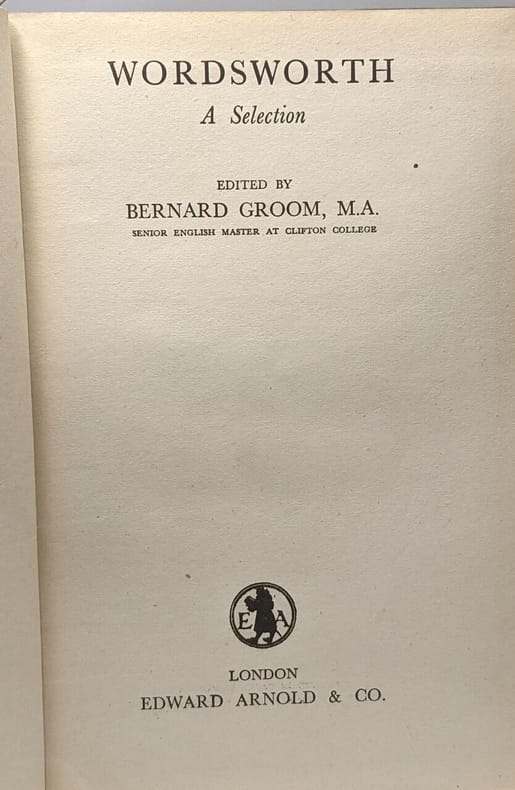 WORDSWORTH
A Selection
EDITED BY
BERNARD GROOM, M.A.
SENIOR ENGLISH MASTER AT CLIFTON COLLEGE
E A
LONDON
EDWARD ARNOLD & CO.